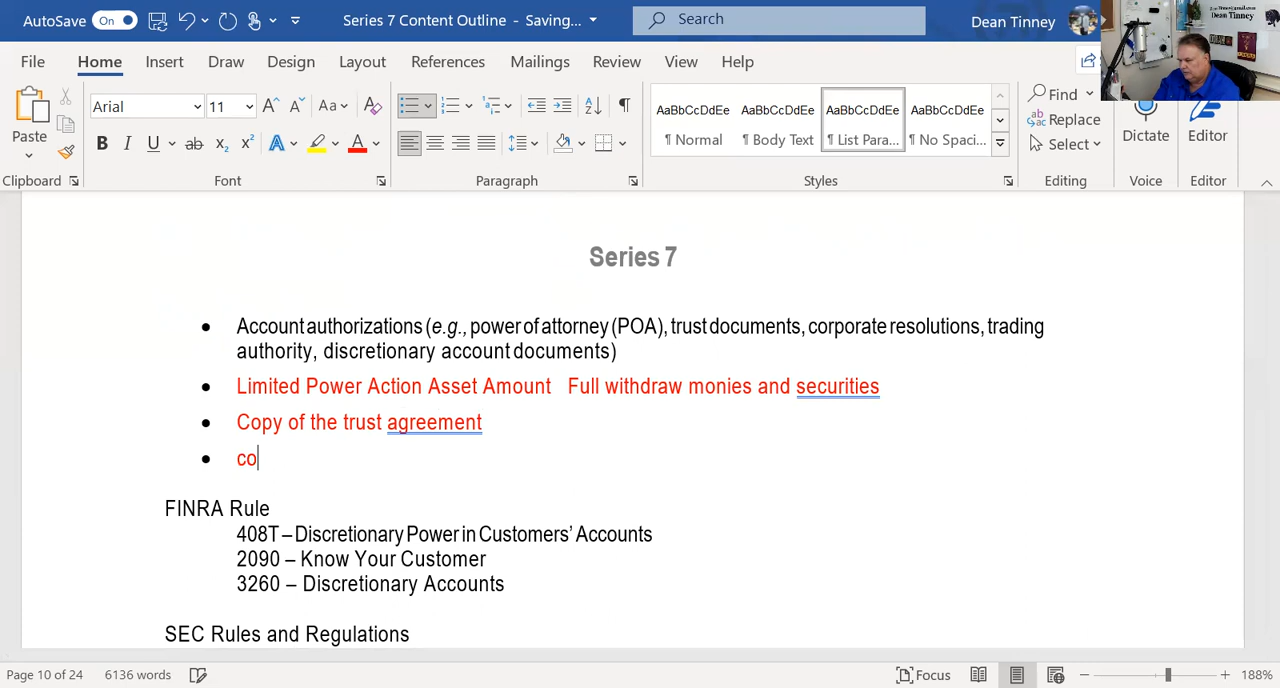 AutoSave On Series 7 Content Outline - Saving... Search Dean Tinney
File Home Insert Draw Design Layout References Mailings Review View Help
Paste Arial 11 Aa AaBbCcDdEe AaBbCcDdEe AaBbCcDdEe AaBbCcDdEe Find Replace Select Dictate Editor
¶ Normal ¶ Body Text ¶ List Para... ¶ No Spaci...
Clipboard Font Paragraph Styles Editing Voice Editor
Series 7
• Account authorizations (e.g., power of attorney (POA), trust documents, corporate resolutions, trading
authority, discretionary account documents)
• Limited Power Action Asset Amount Full withdraw monies and securities
• Copy of the trust agreement
• co
FINRA Rule
408T – Discretionary Power in Customers’ Accounts
2090 – Know Your Customer
3260 – Discretionary Accounts
SEC Rules and Regulations
Page 10 of 24 6136 words Focus 188%